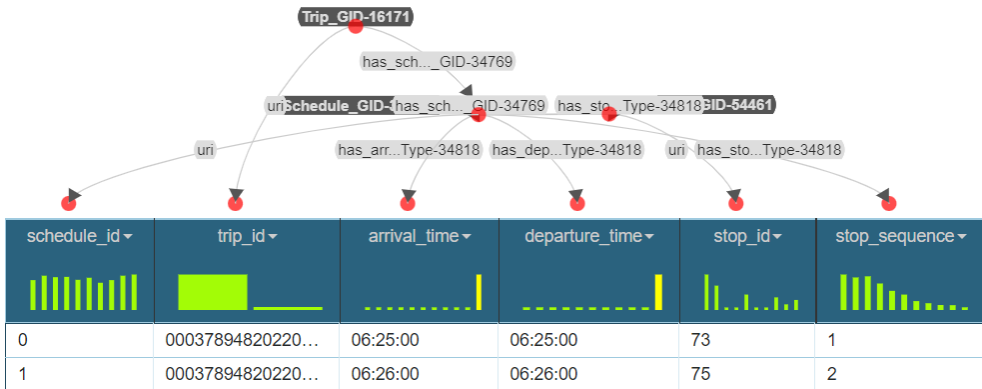 Trip_GID-16171
has_sch..._GID-34769
uri Schedule_GID-3 has_sch..._GID-34769 has_sto...Type-34818 GID-54461
uri has_arr...Type-34818 has_dep...Type-34818 uri has_sto...Type-34818
schedule_id trip_id arrival_time departure_time stop_id stop_sequence
0 00037894820220... 06:25:00 06:25:00 73 1
1 00037894820220... 06:26:00 06:26:00 75 2